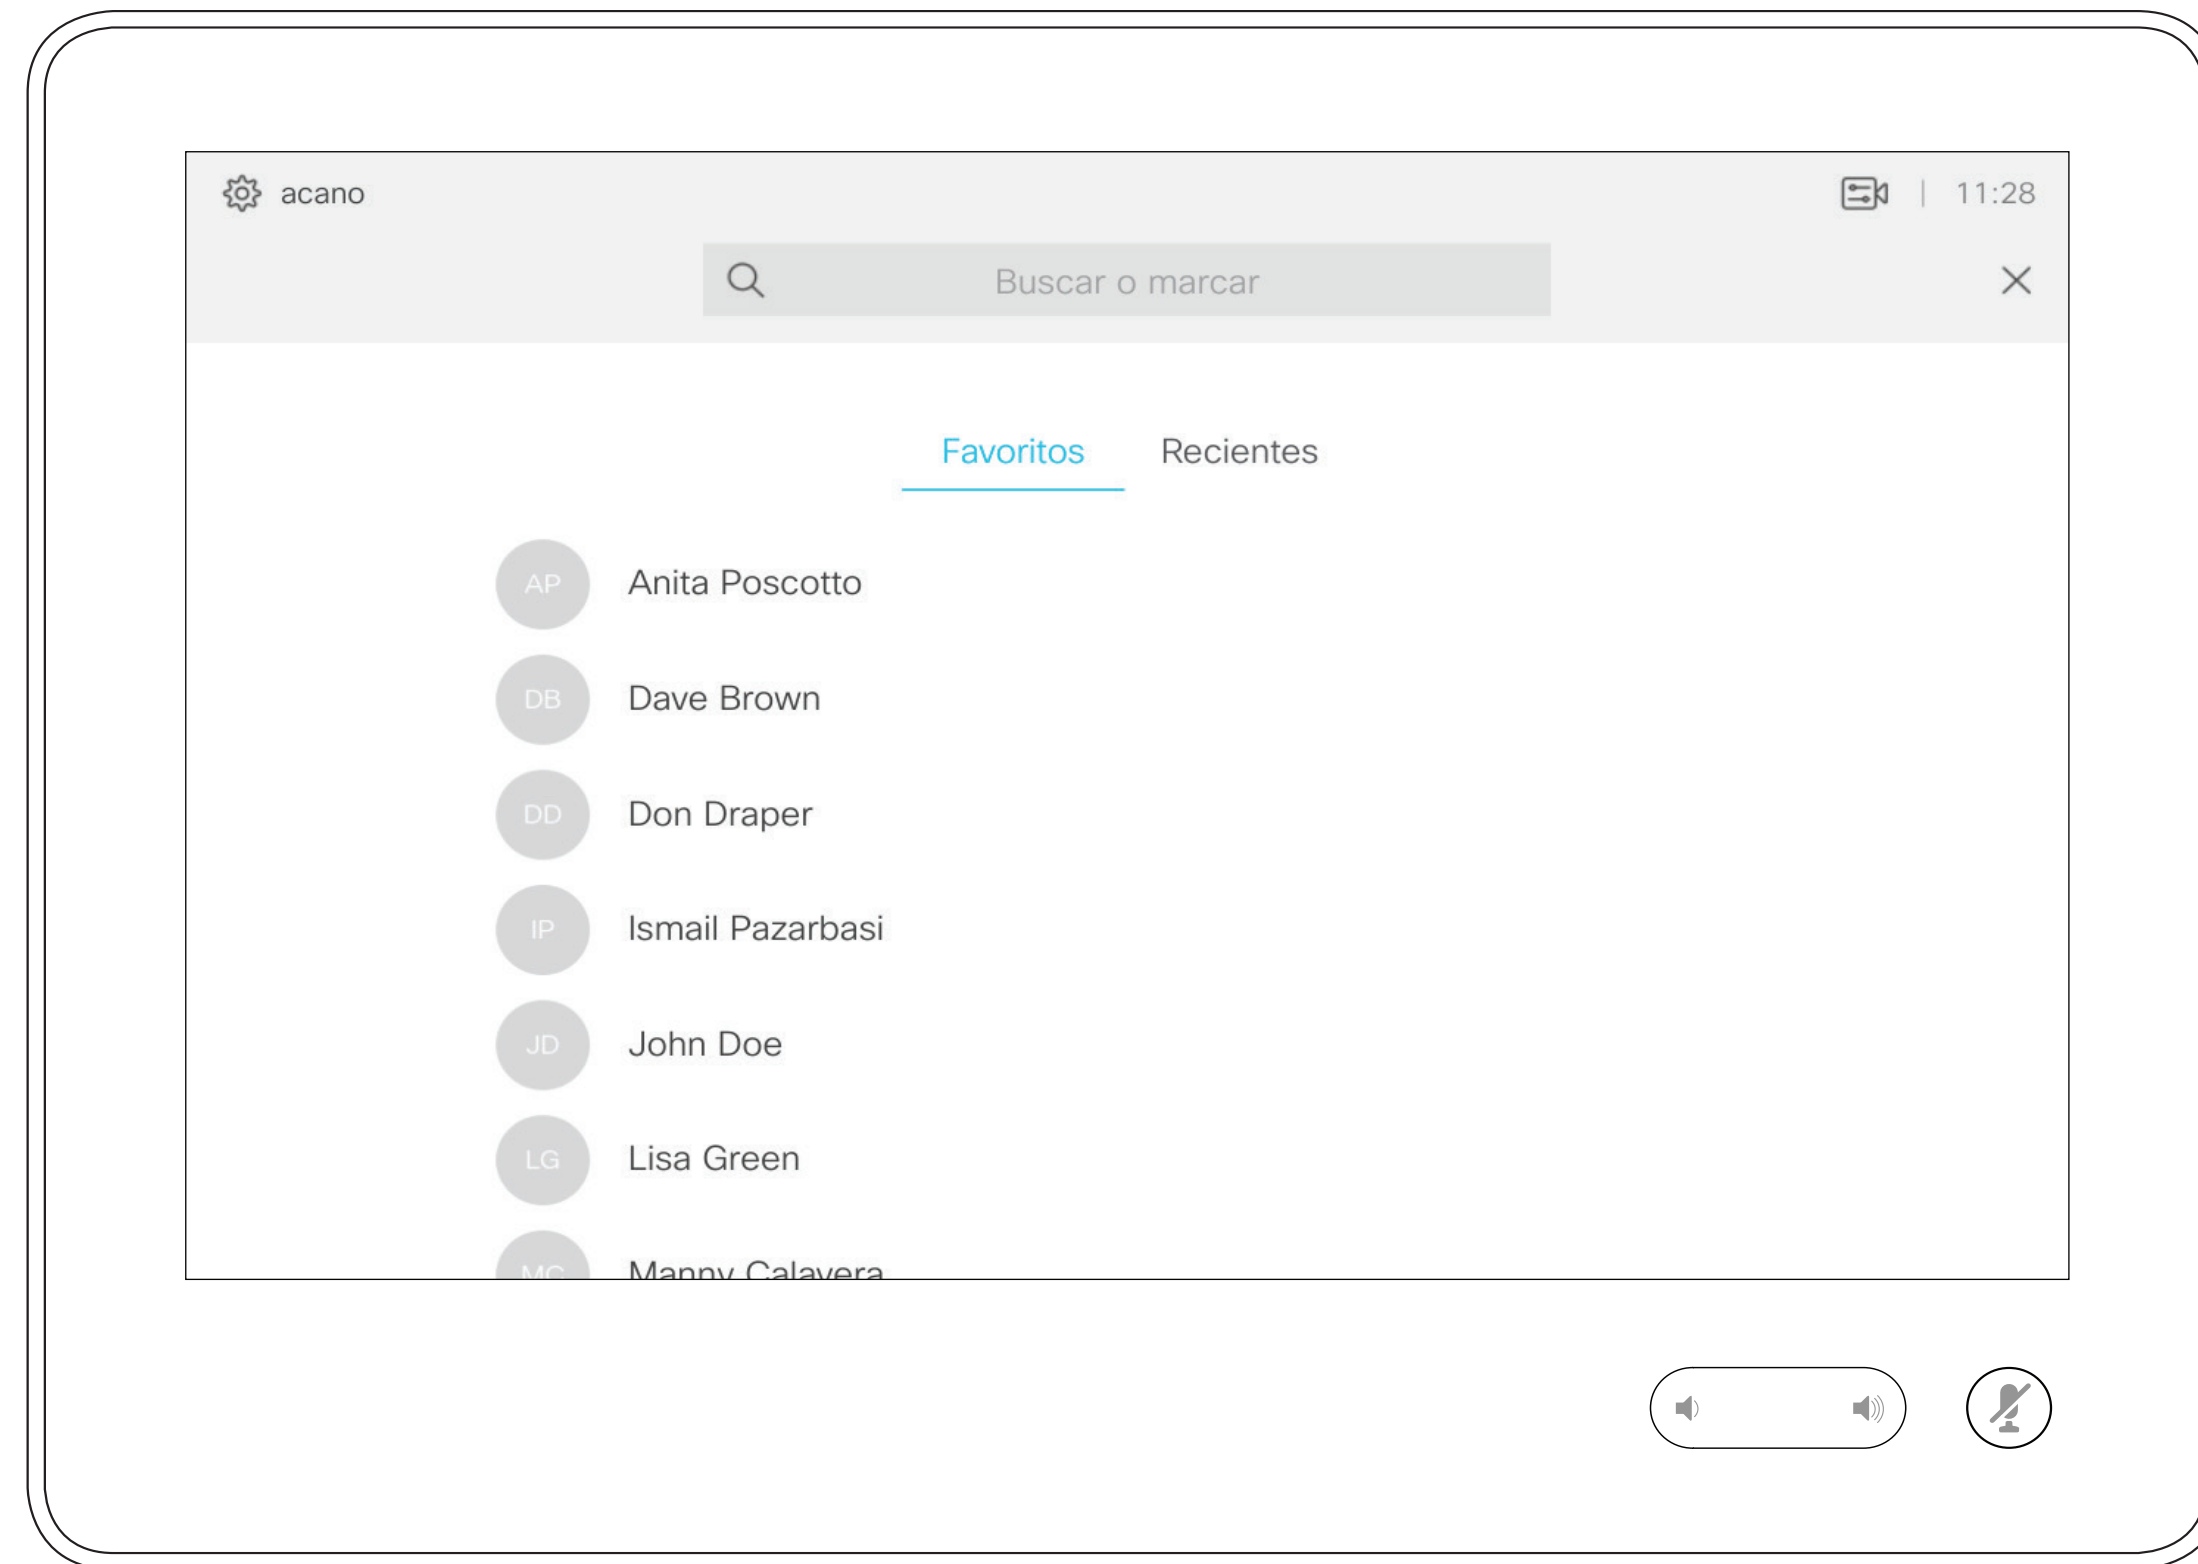 acano
11:28
Buscar o marcar
Favoritos Recientes
AP Anita Poscotto
DB Dave Brown
DD Don Draper
IP Ismail Pazarbasi
JD John Doe
LG Lisa Green
MC Manny Calavera